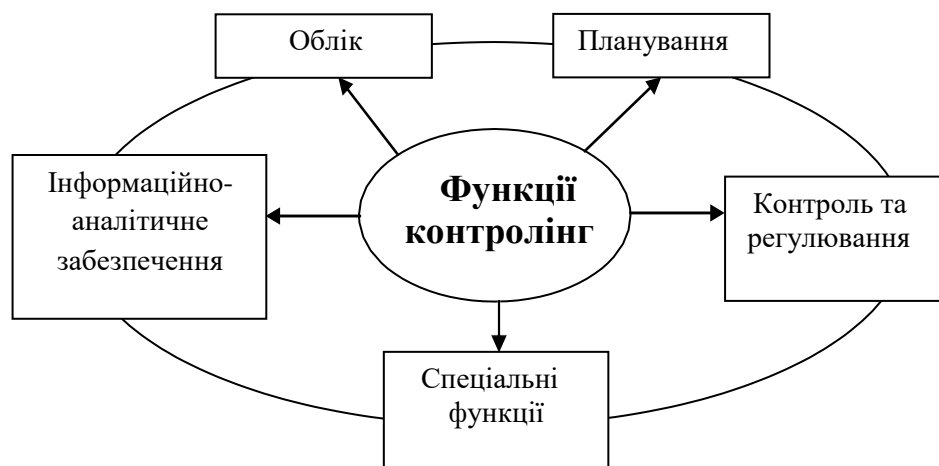 Облік
Планування
Інформаційно-
аналітичне
забезпечення
Функції
контролінг
Контроль та
регулювання
Спеціальні
функції